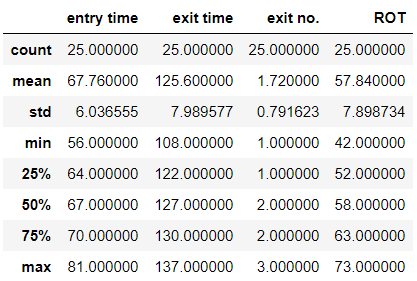 entry time exit time exit no. ROT
count 25.000000 25.000000 25.000000 25.000000
mean 67.760000 125.600000 1.720000 57.840000
std 6.036555 7.989577 0.791623 7.898734
min 56.000000 108.000000 1.000000 42.000000
25% 64.000000 122.000000 1.000000 52.000000
50% 67.000000 127.000000 2.000000 58.000000
75% 70.000000 130.000000 2.000000 63.000000
max 81.000000 137.000000 3.000000 73.000000